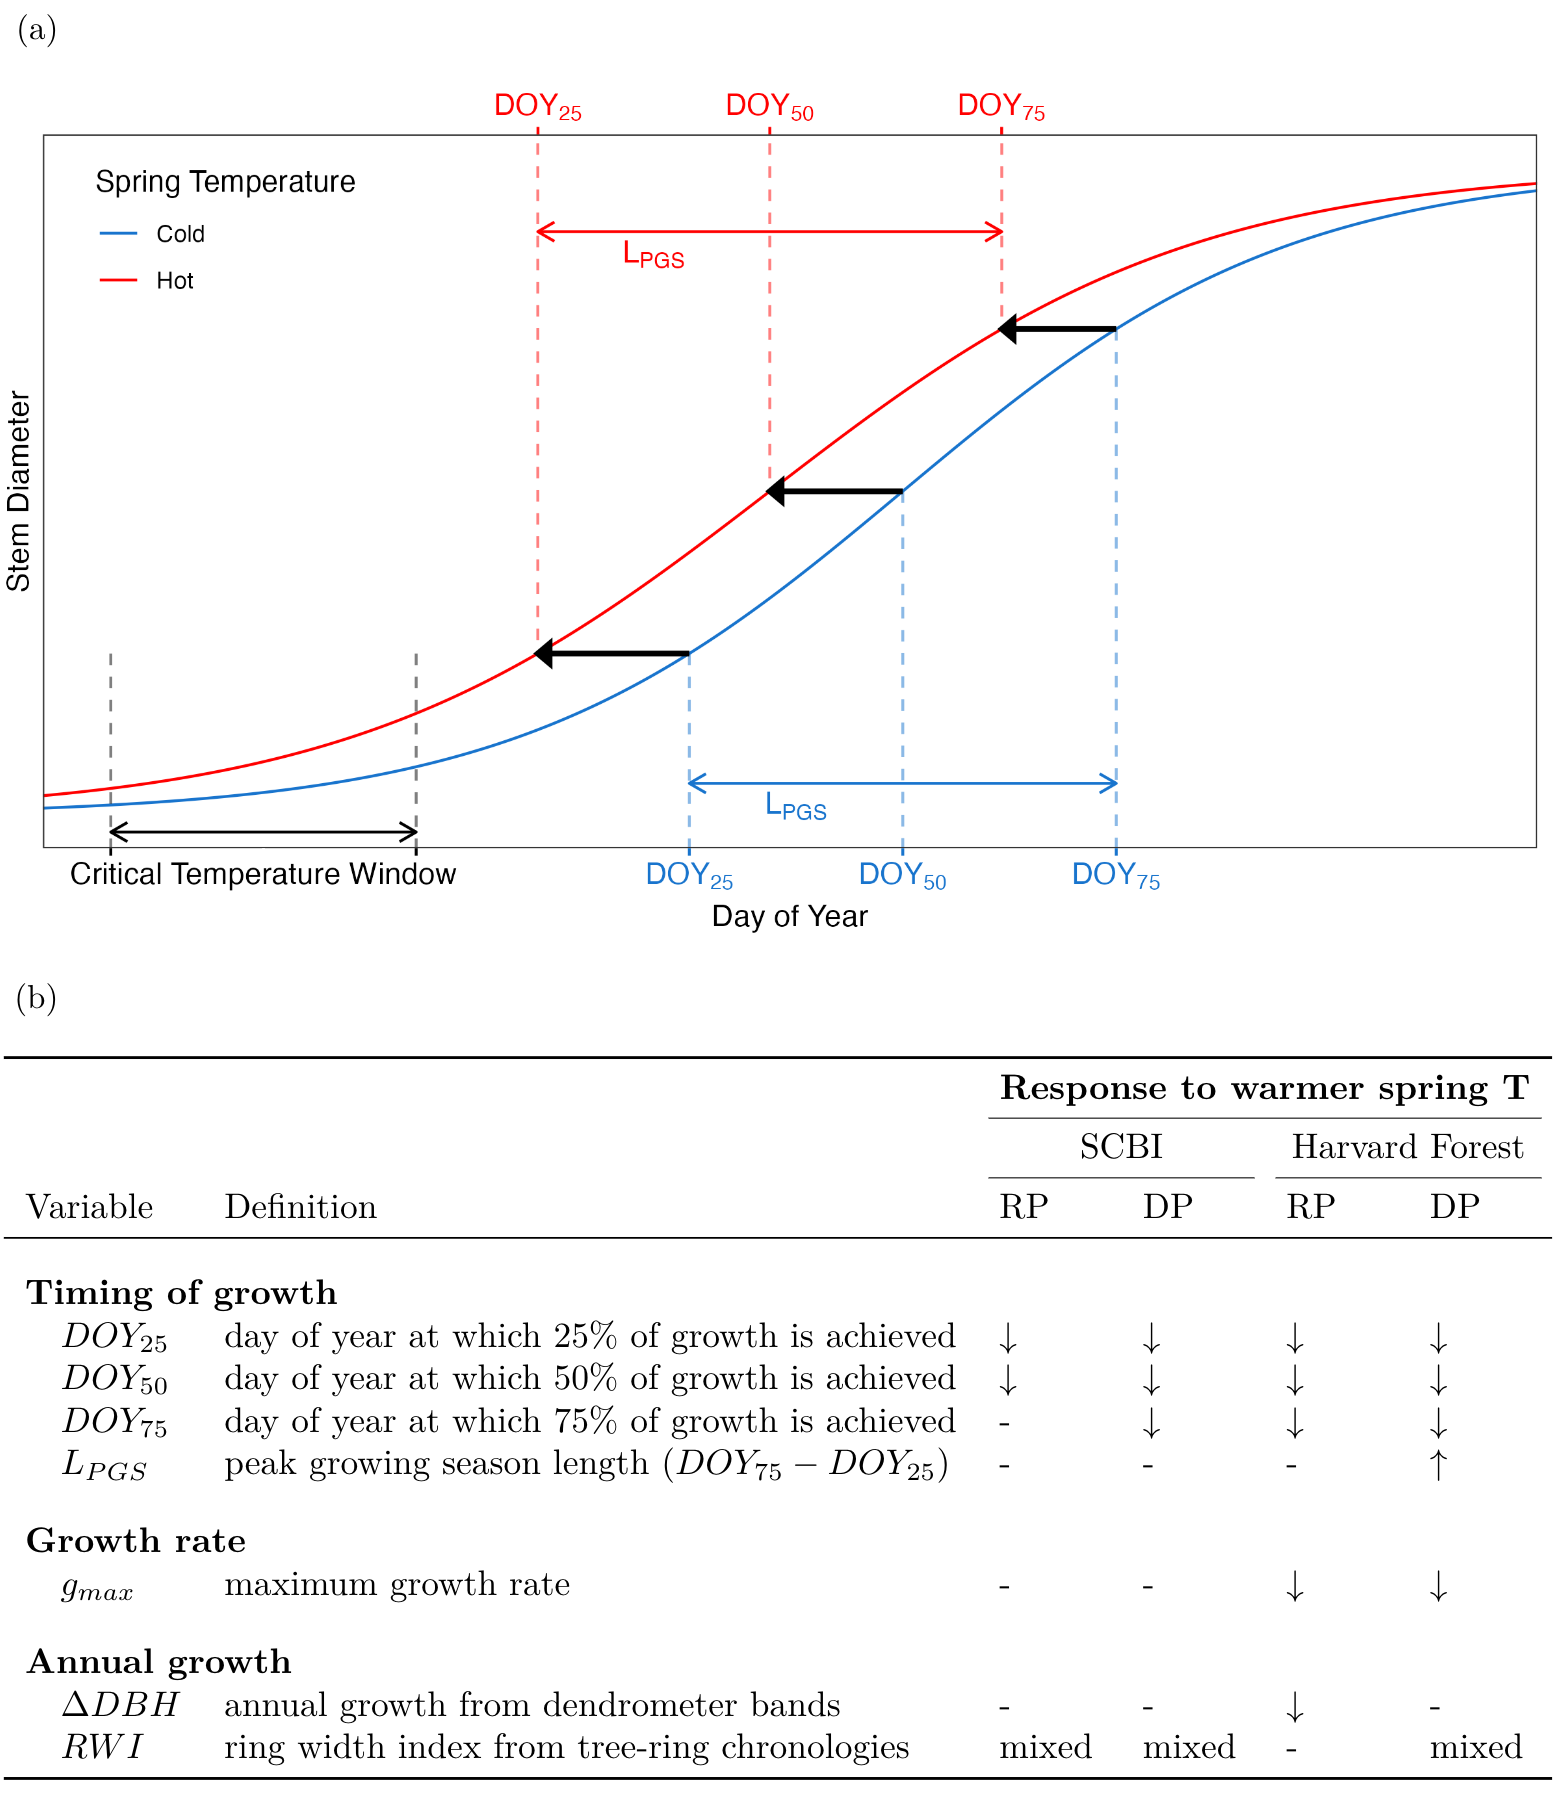 (a)
DOY25 DOY50 DOY75
Spring Temperature
Cold
Hot
LPGS
Stem Diameter
LPGS
Critical Temperature Window DOY25 DOY50 DOY75
Day of Year
(b)
Response to warmer spring T
SCBI Harvard Forest
Variable Definition RP DP RP DP
Timing of growth
DOY25 day of year at which 25% of growth is achieved ↓ ↓ ↓ ↓
DOY50 day of year at which 50% of growth is achieved ↓ ↓ ↓ ↓
DOY75 day of year at which 75% of growth is achieved - ↓ ↓ ↓
LPGS peak growing season length (DOY75 − DOY25) - - - ↑
Growth rate
gmax maximum growth rate - - ↓ ↓
Annual growth
ΔDBH annual growth from dendrometer bands - - ↓ -
RWI ring width index from tree-ring chronologies mixed mixed - mixed